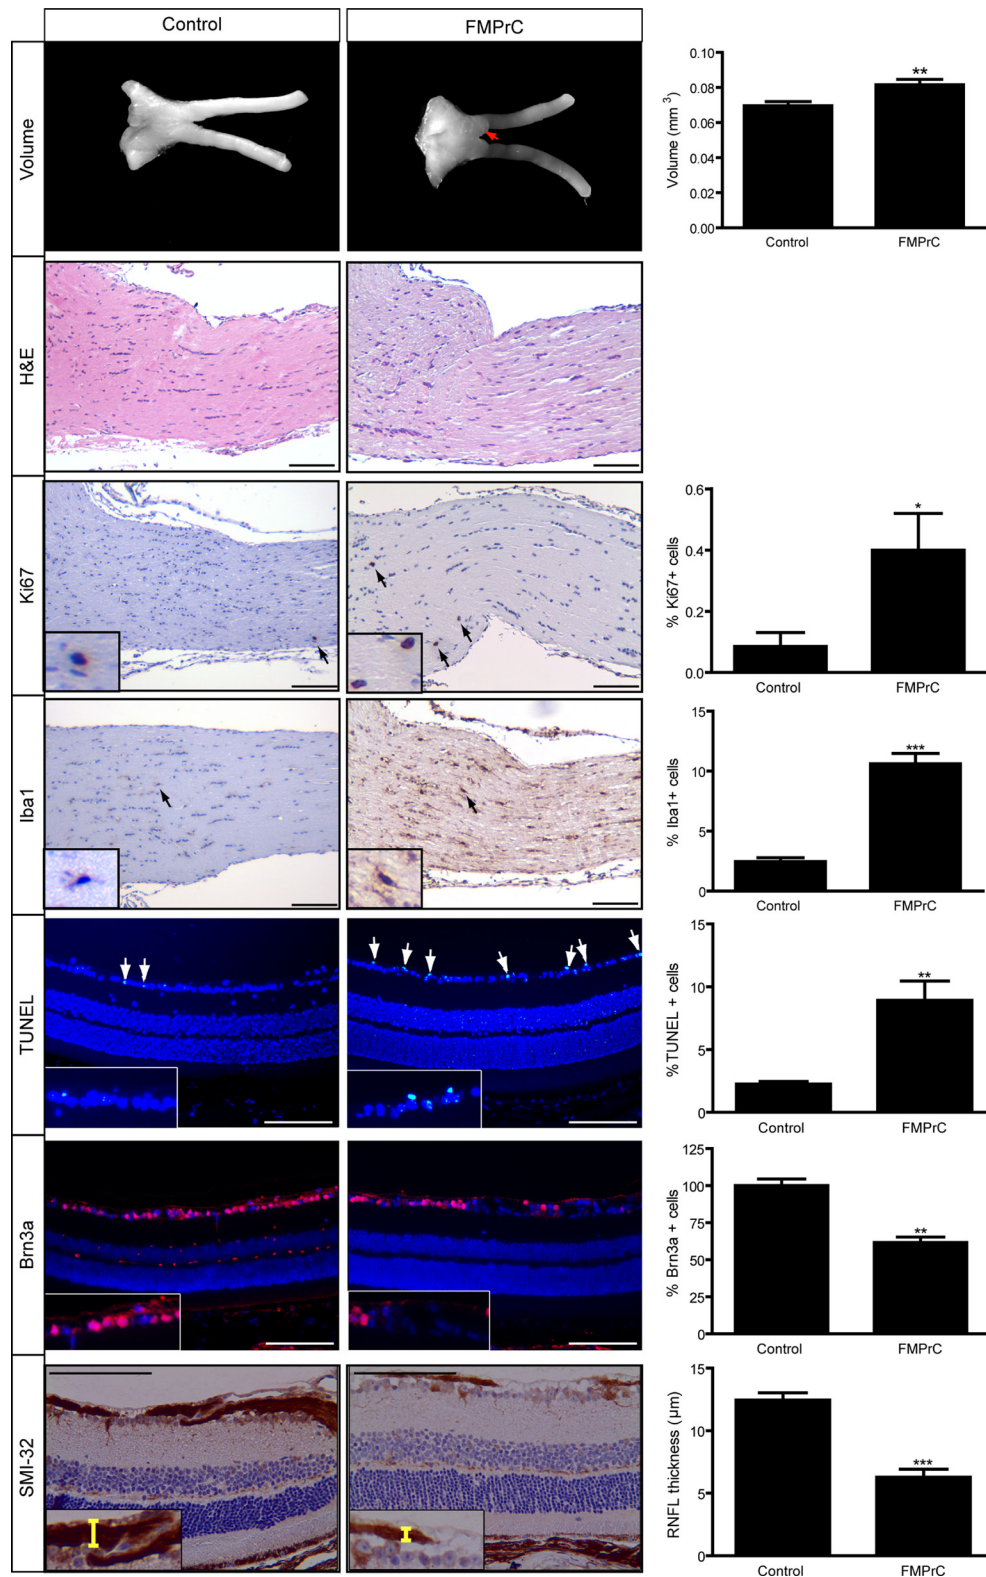 Control
FMPrC
Volume
Volume (mm³)
0.10
0.08
0.06
0.04
0.02
0.00
**
Control
FMPrC
H&E
Ki67
% Ki67+ cells
0.6
0.4
0.2
0.0
*
Control
FMPrC
Iba1
% Iba1+ cells
15
10
5
0
***
Control
FMPrC
TUNEL
%TUNEL + cells
15
10
5
0
**
Control
FMPrC
Brn3a
% Brn3a + cells
125
100
75
50
25
0
**
Control
FMPrC
SMI-32
RNFL thickness (µm)
15
10
5
0
***
Control
FMPrC